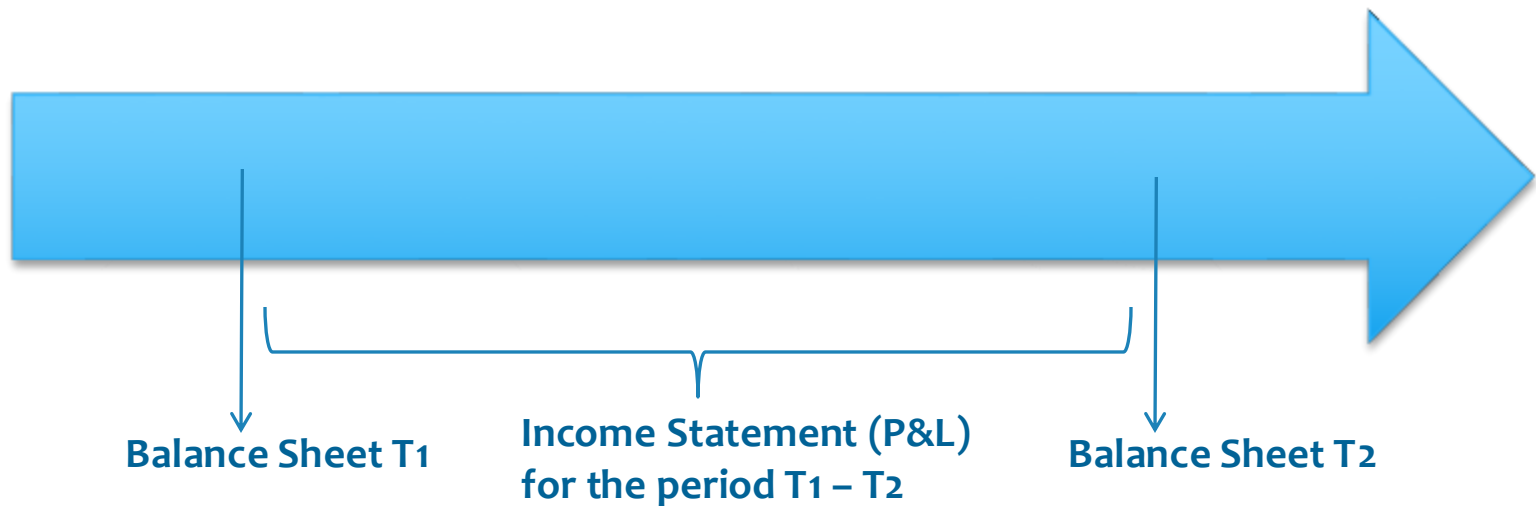 Balance Sheet T1
Income Statement (P&L)
for the period T1 – T2
Balance Sheet T2